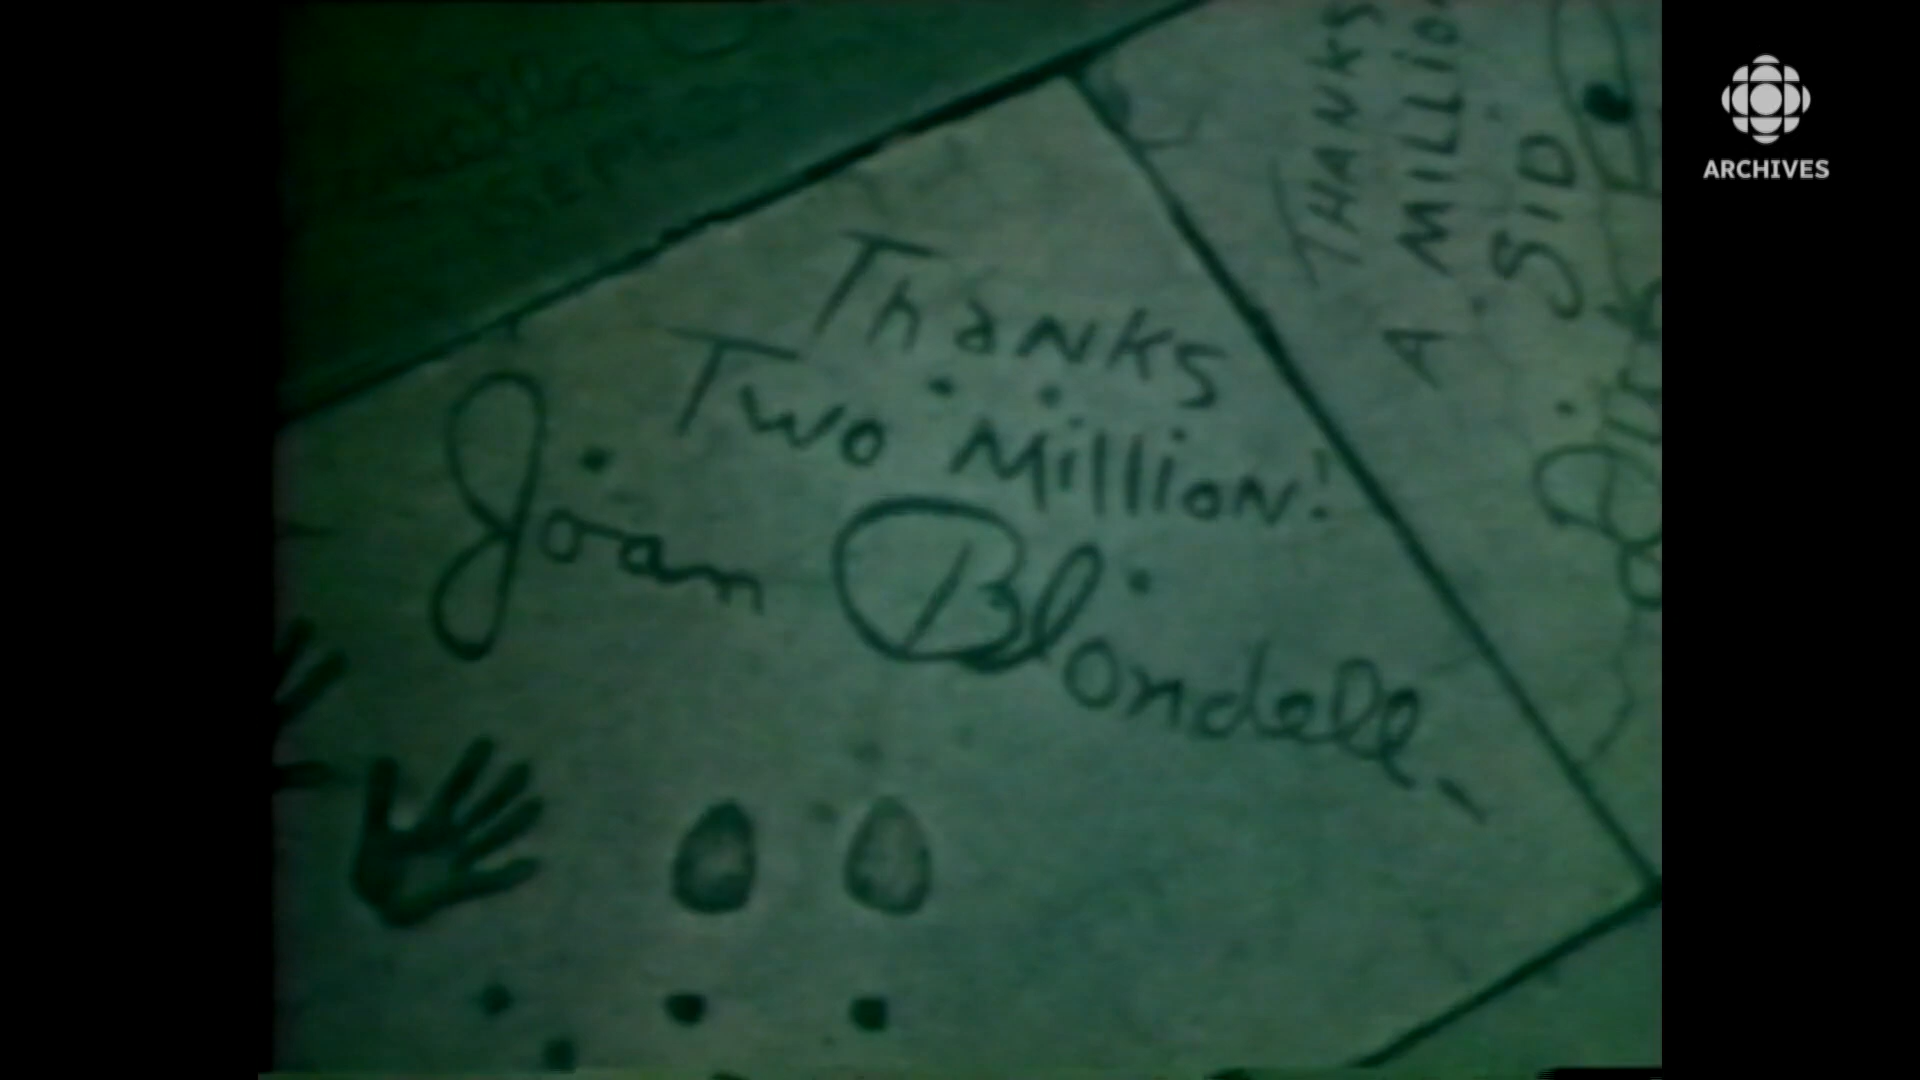 Thanks
Two Million!
Joan Blondell
THANKS
A MILLION
SID
ARCHIVES